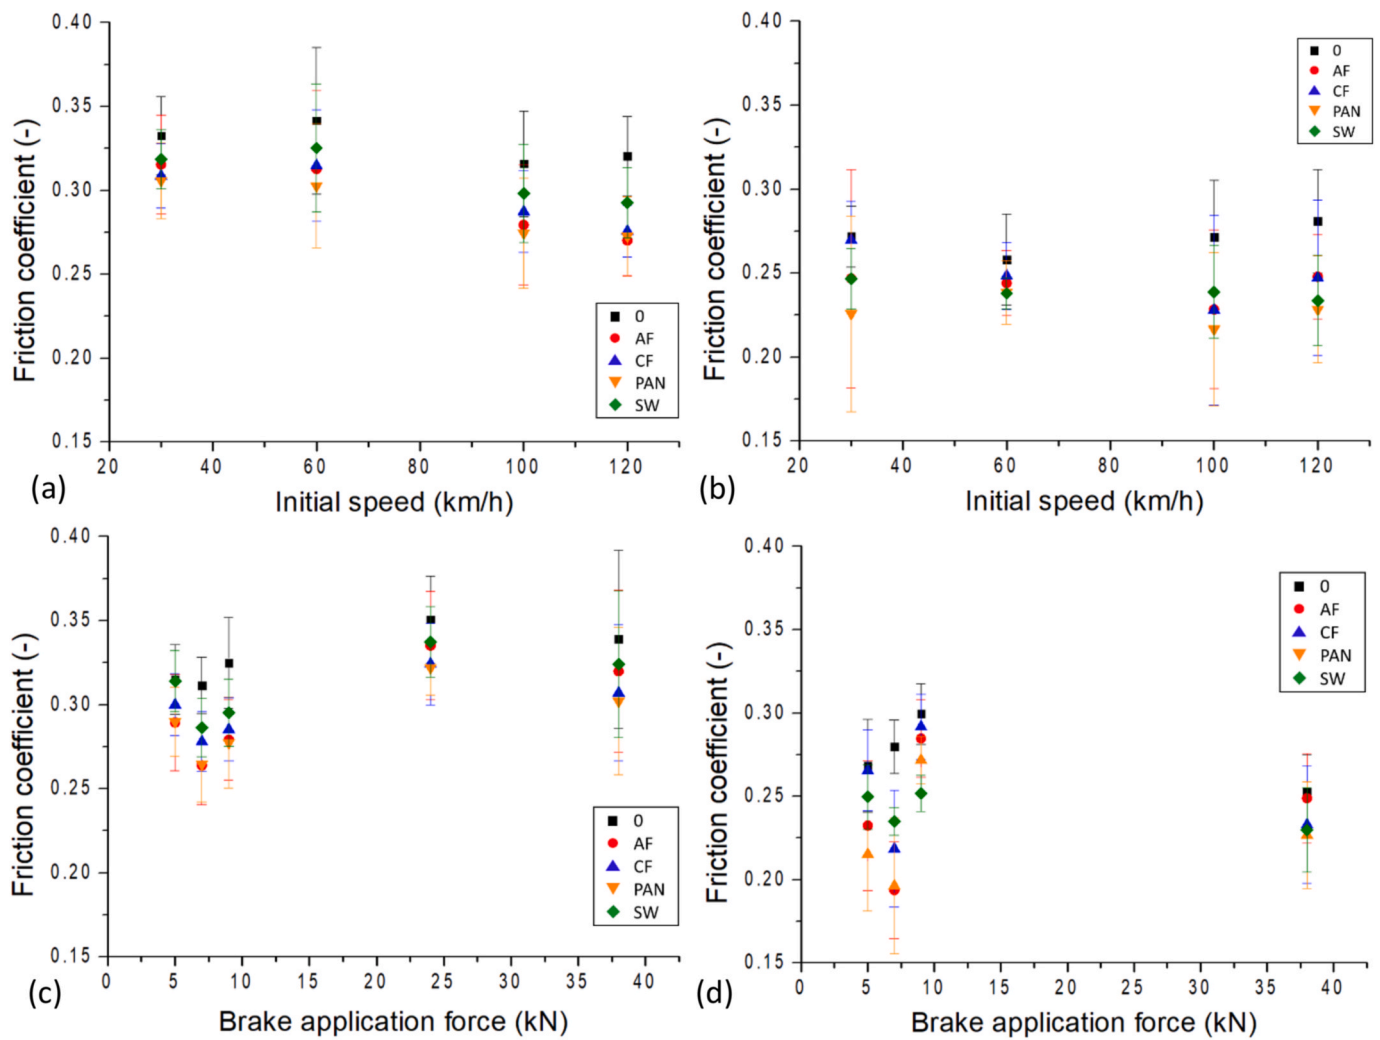 0.40
0.35
0.30
0.25
0.20
0.15
Friction coefficient (-)
0
AF
CF
PAN
SW
20 40 60 80 100 120
(a)
Initial speed (km/h)
0.40
0.35
0.30
0.25
0.20
0.15
Friction coefficient (-)
0
AF
CF
PAN
SW
20 40 60 80 100 120
(b)
Initial speed (km/h)
0.40
0.35
0.30
0.25
0.20
0.15
Friction coefficient (-)
0
AF
CF
PAN
SW
0 5 10 15 20 25 30 35 40
(c)
Brake application force (kN)
0.40
0.35
0.30
0.25
0.20
0.15
Friction coefficient (-)
0
AF
CF
PAN
SW
0 5 10 15 20 25 30 35 40
(d)
Brake application force (kN)